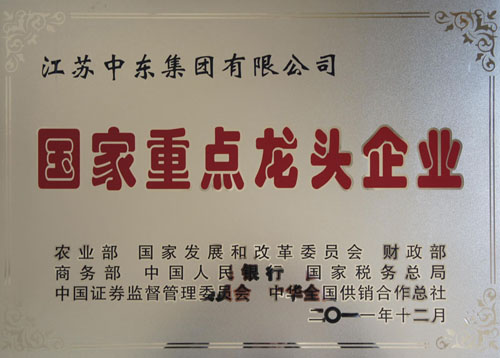 江苏中东集团有限公司
国家重点龙头企业
农业部 国家发展和改革委员会 财政部
商务部 中国人民银行 国家税务总局
中国证券监督管理委员会 中华全国供销合作总社
二〇一一年十二月